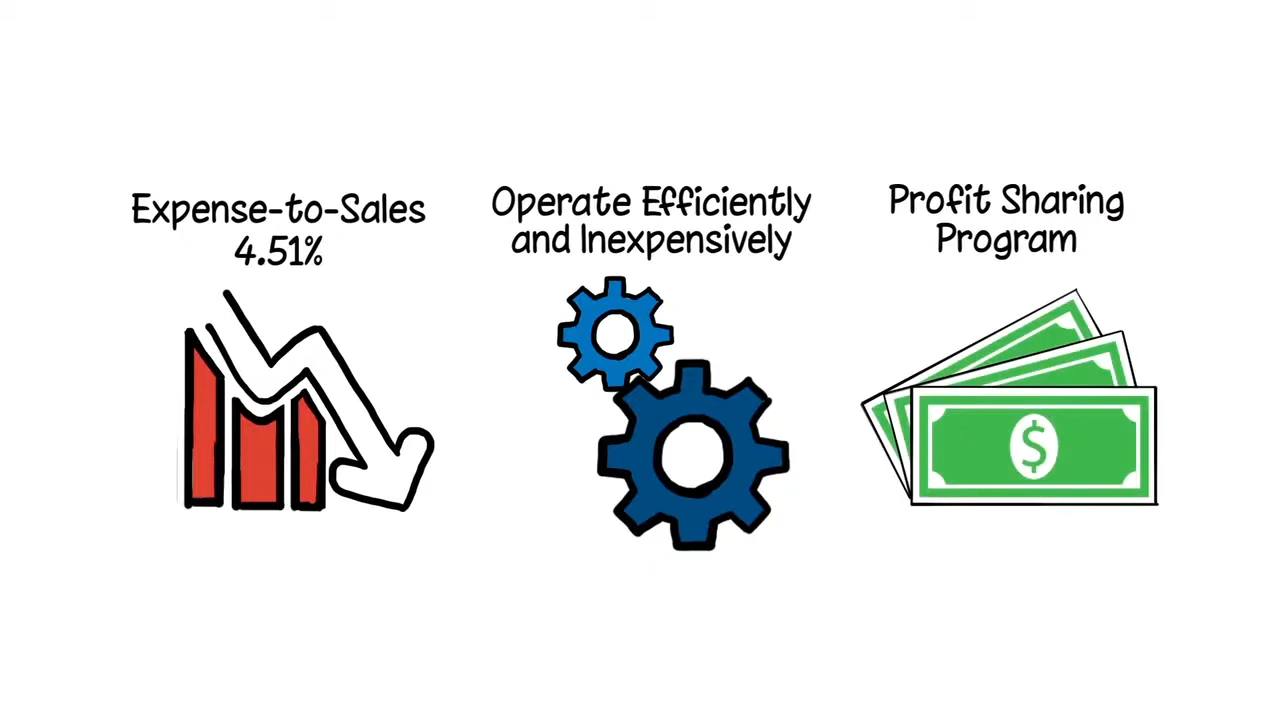 Expense-to-Sales
4.51%
Operate Efficiently
and Inexpensively
Profit Sharing
Program
$